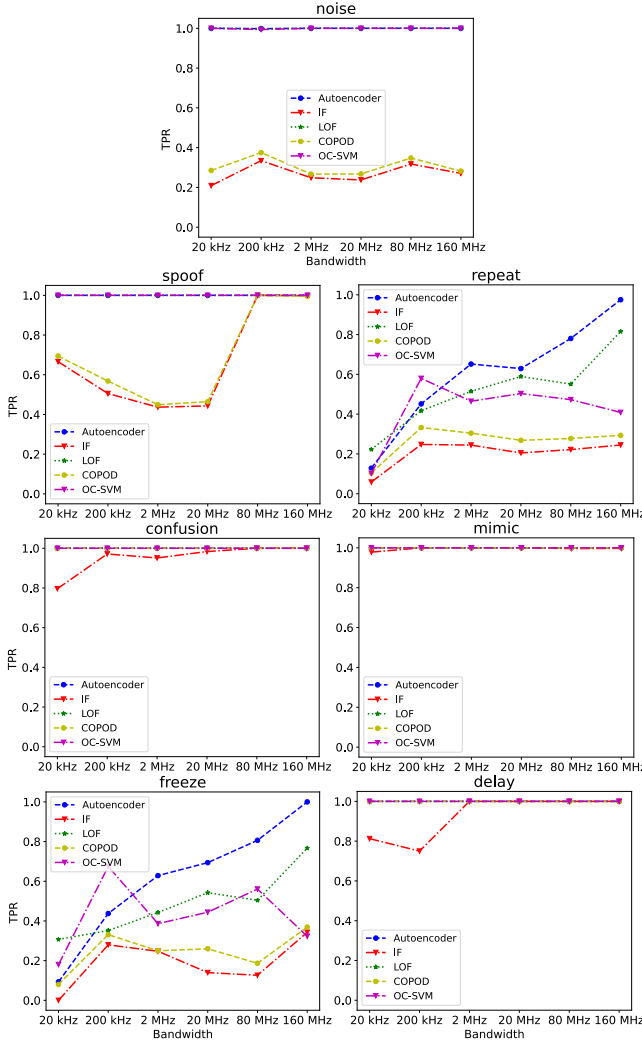 noise
1.0
0.8
0.6
0.4
0.2
0.0
TPR
Autoencoder
IF
LOF
COPOD
OC-SVM
20 kHz 200 kHz 2 MHz 20 MHz 80 MHz 160 MHz
Bandwidth
spoof
1.0
0.8
0.6
0.4
0.2
0.0
TPR
Autoencoder
IF
LOF
COPOD
OC-SVM
20 kHz 200 kHz 2 MHz 20 MHz 80 MHz 160 MHz
repeat
1.0
0.8
0.6
0.4
0.2
0.0
Autoencoder
IF
LOF
COPOD
OC-SVM
20 kHz 200 kHz 2 MHz 20 MHz 80 MHz 160 MHz
confusion
1.0
0.8
0.6
0.4
0.2
0.0
TPR
Autoencoder
IF
LOF
COPOD
OC-SVM
20 kHz 200 kHz 2 MHz 20 MHz 80 MHz 160 MHz
mimic
1.0
0.8
0.6
0.4
0.2
0.0
Autoencoder
IF
LOF
COPOD
OC-SVM
20 kHz 200 kHz 2 MHz 20 MHz 80 MHz 160 MHz
freeze
1.0
0.8
0.6
0.4
0.2
0.0
TPR
Autoencoder
IF
LOF
COPOD
OC-SVM
20 kHz 200 kHz 2 MHz 20 MHz 80 MHz 160 MHz
Bandwidth
delay
1.0
0.8
0.6
0.4
0.2
0.0
Autoencoder
IF
LOF
COPOD
OC-SVM
20 kHz 200 kHz 2 MHz 20 MHz 80 MHz 160 MHz
Bandwidth